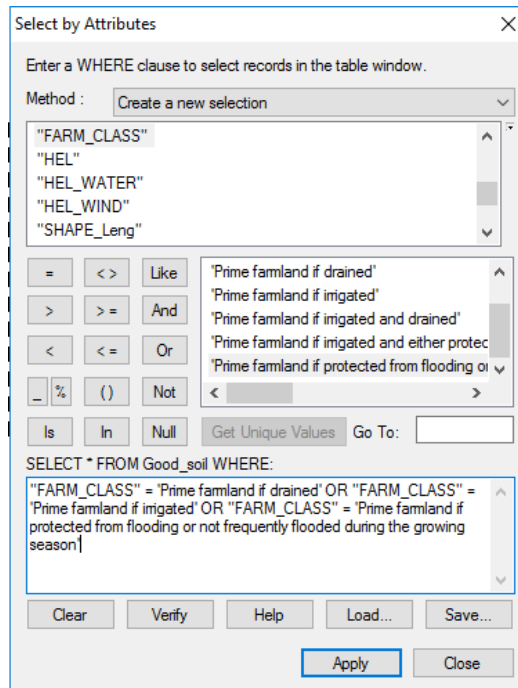 Select by Attributes
Enter a WHERE clause to select records in the table window.
Method : Create a new selection
"FARM_CLASS"
"HEL"
"HEL_WATER"
"HEL_WIND"
"SHAPE_Leng"
= < > Like
> > = And
< < = Or
_ % () Not
Is In Null
'Prime farmland if drained'
'Prime farmland if irrigated'
'Prime farmland if irrigated and drained'
'Prime farmland if irrigated and either protec
'Prime farmland if protected from flooding or
Get Unique Values Go To:
SELECT * FROM Good_soil WHERE:
"FARM_CLASS" = 'Prime farmland if drained' OR "FARM_CLASS" =
'Prime farmland if irrigated' OR "FARM_CLASS" = 'Prime farmland if
protected from flooding or not frequently flooded during the growing
season'
Clear Verify Help Load... Save...
Apply Close